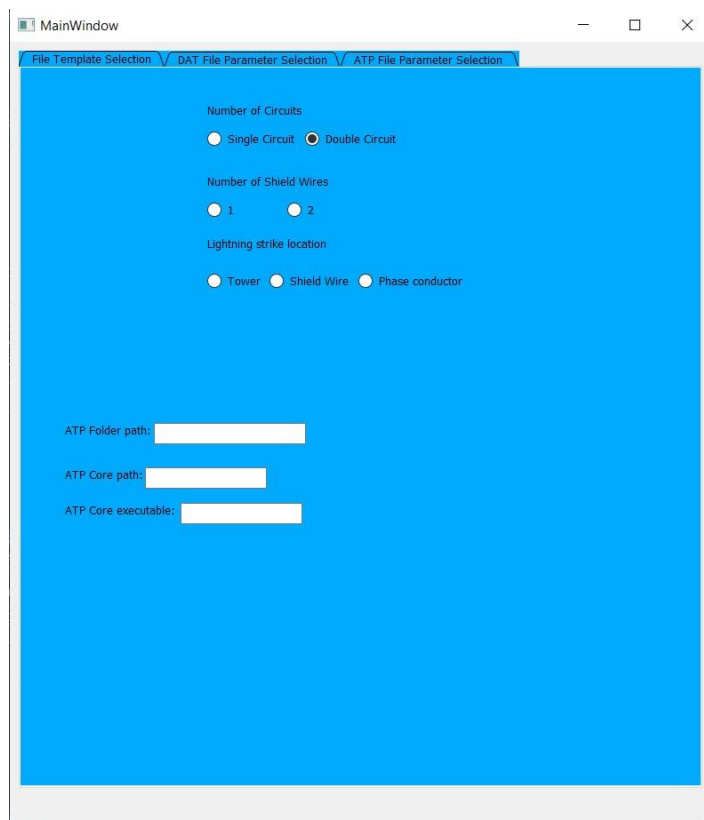 MainWindow
File Template Selection DAT File Parameter Selection ATP File Parameter Selection
Number of Circuits
Single Circuit Double Circuit
Number of Shield Wires
1 2
Lightning strike location
Tower Shield Wire Phase conductor
ATP Folder path:
ATP Core path:
ATP Core executable: